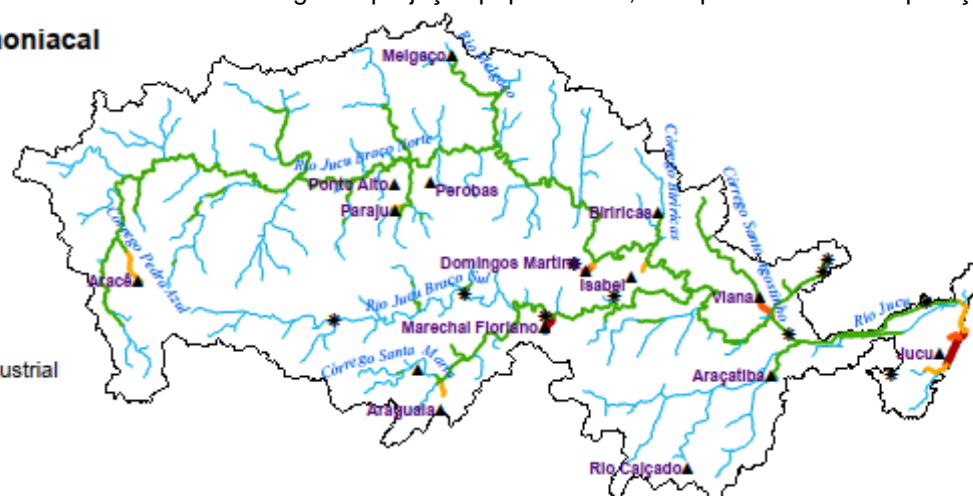 moniacal
Melgaço
Rio Melgaço
Rio Jucu Braço Norte
Ponto Alto
Perobas
Paraju
Biriricas
Córrego Biriricas
Córrego Santo Agostinho
Córrego Pedra Azul
Aracê
Domingos Martins
Isabel
Viana
Rio Jucu Braço Sul
Marechal Floriano
Rio Jucu
Jucu
ustrial
Córrego Santa Maria
Araçatiba
Araguaia
Rio Calçado